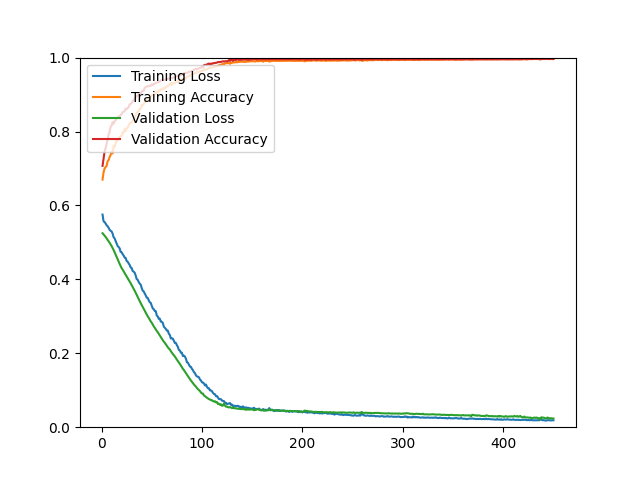 1.0
0.8
0.6
0.4
0.2
0.0
Training Loss
Training Accuracy
Validation Loss
Validation Accuracy
0 100 200 300 400